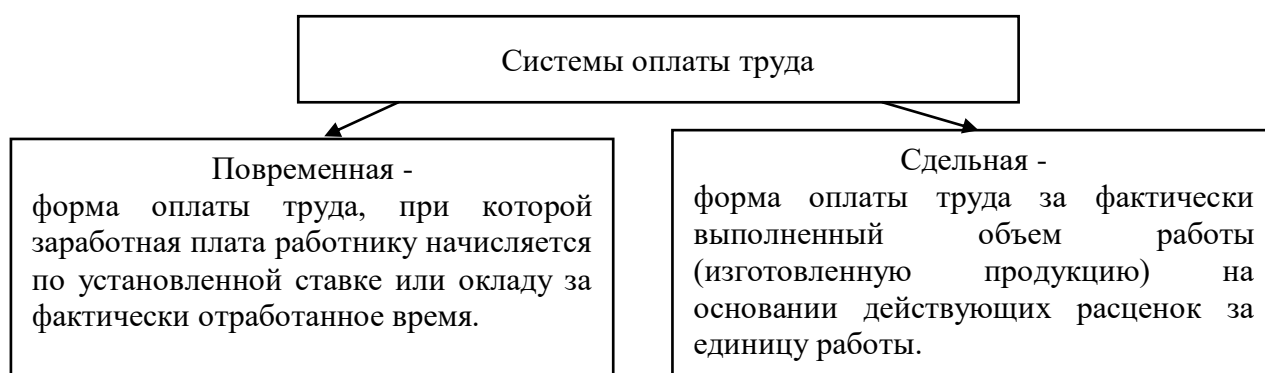 Системы оплаты труда
Повременная -
форма оплаты труда, при которой
заработная плата работнику начисляется
по установленной ставке или окладу за
фактически отработанное время.
Сдельная -
форма оплаты труда за фактически
выполненный объем работы
(изготовленную продукцию) на
основании действующих расценок за
единицу работы.